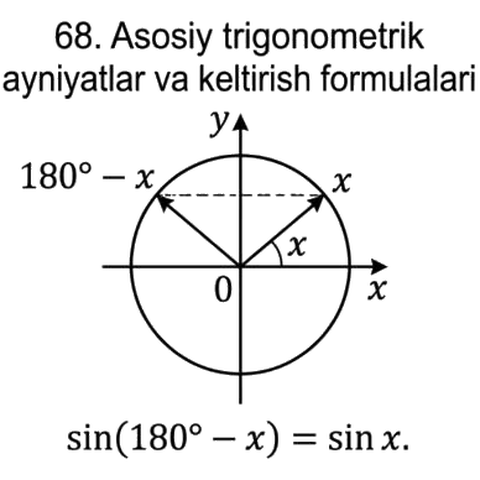 68. Asosiy trigonometrik
ayniyatlar va keltirish formulalari
y
180° − x
x
x
0
x
sin(180° − x) = sin x.